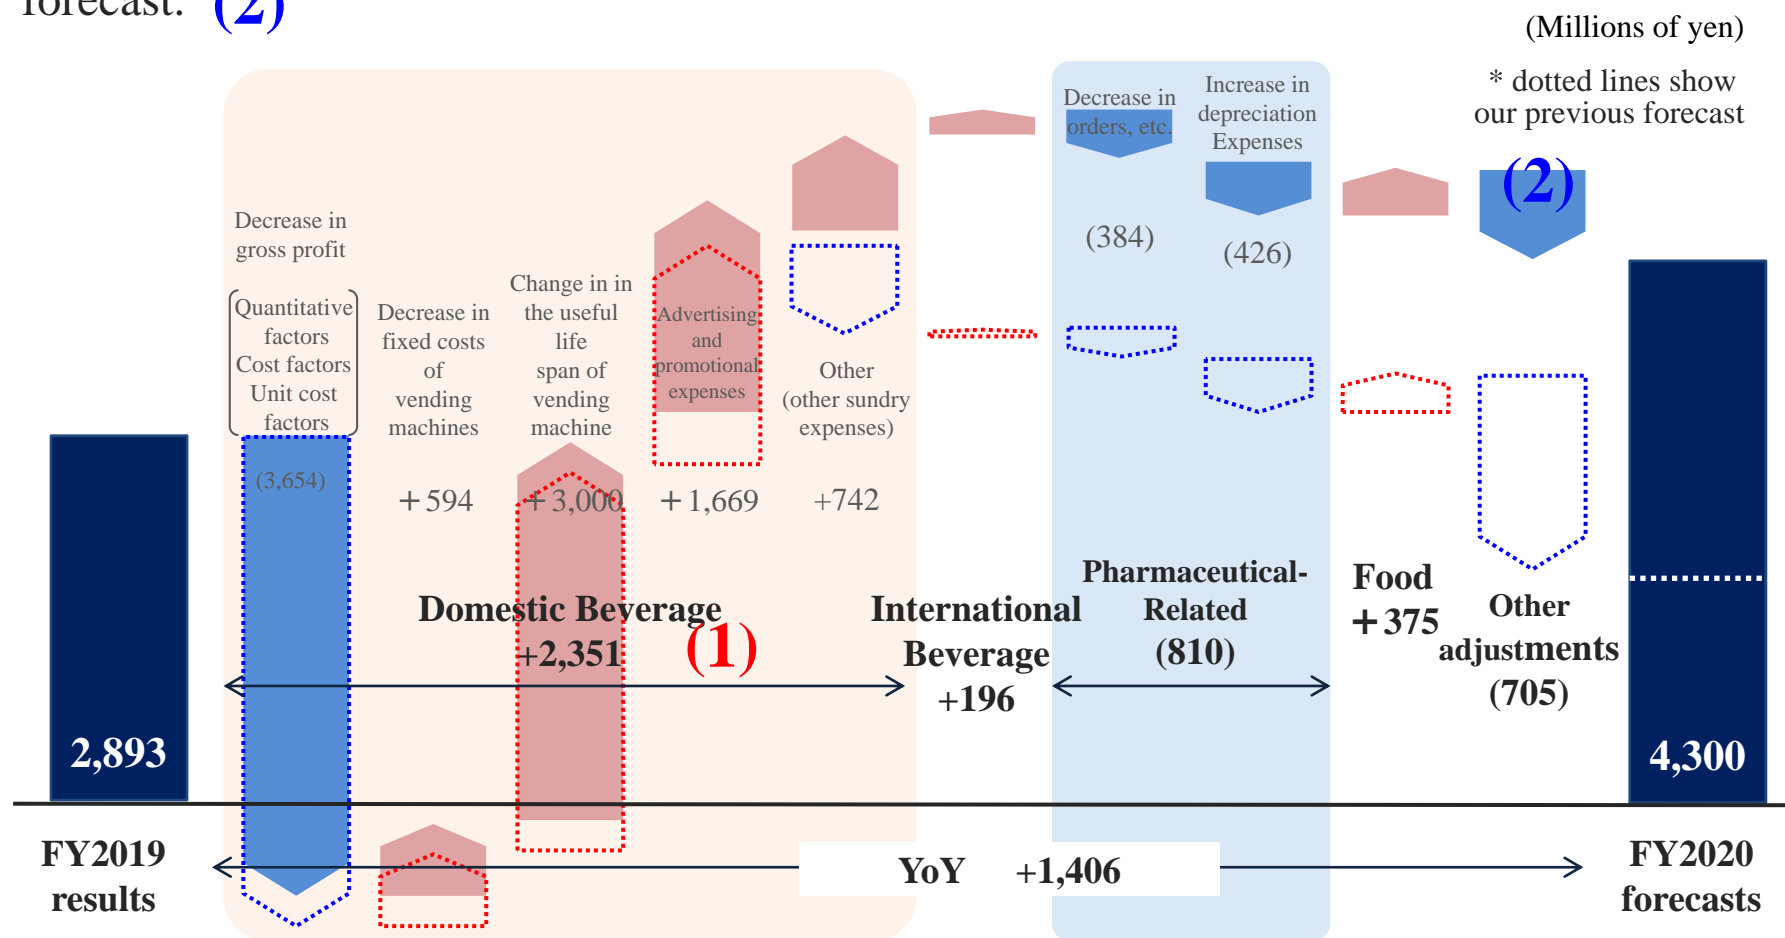 forecast. (2)
(Millions of yen)
* dotted lines show
our previous forecast
Decrease in
gross profit
Quantitative
factors
Cost factors
Unit cost
factors
(3,654)
Decrease in
fixed costs
of
vending
machines
+594
Change in in
the useful
life
span of
vending
machine
+3,000
Advertising
and
promotional
expenses
+1,669
Other
(other sundry
expenses)
+742
Decrease in
orders, etc.
(384)
Increase in
depreciation
Expenses
(426)
(2)
Domestic Beverage
+2,351
(1)
International
Beverage
+196
Pharmaceutical-
Related
(810)
Food
+375
Other
adjustments
(705)
2,893
4,300
FY2019
results
YoY +1,406
FY2020
forecasts